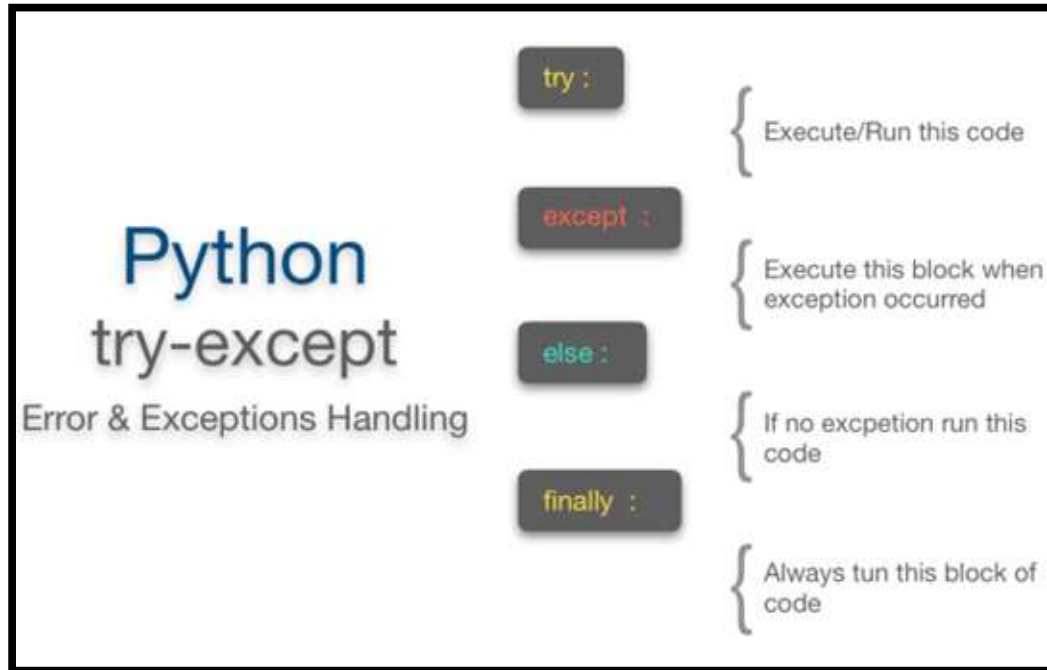 Python
try-except
Error & Exceptions Handling
try :
Execute/Run this code
except :
Execute this block when
exception occurred
else :
If no excpetion run this
code
finally :
Always tun this block of
code